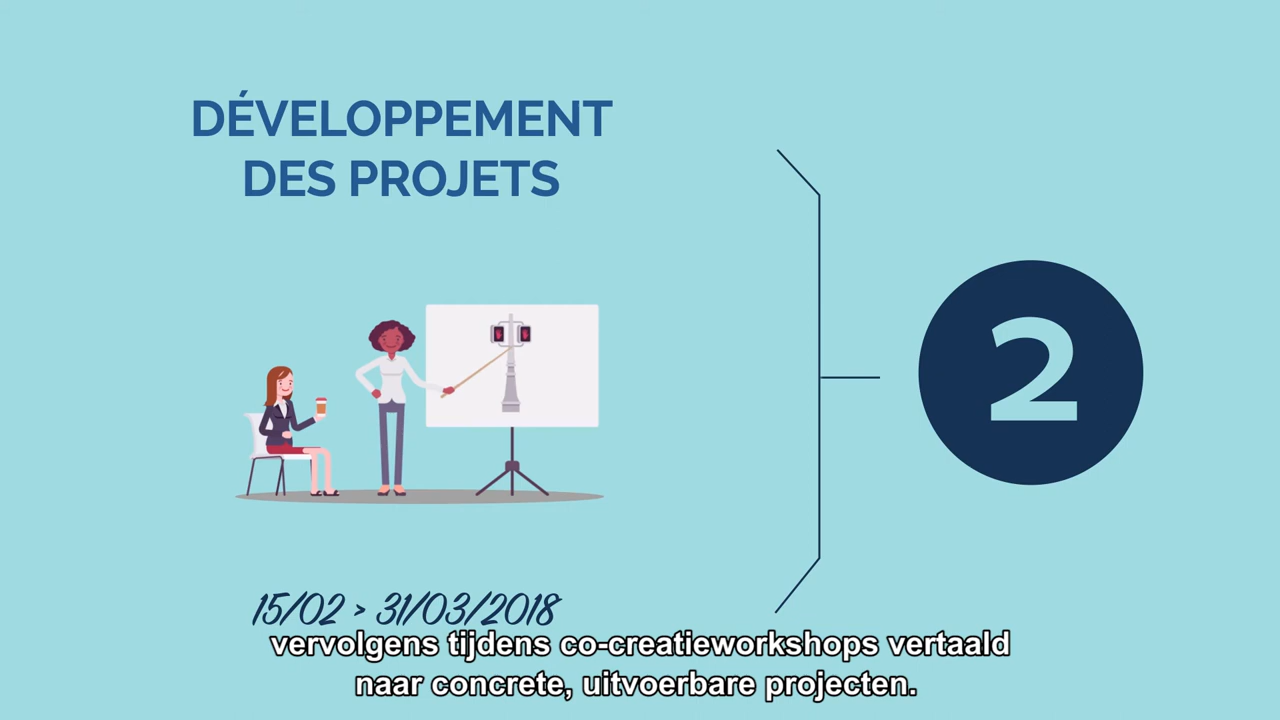 DÉVELOPPEMENT
DES PROJETS
2
15/02 > 31/03/2018
vervolgens tijdens co-creatieworkshops vertaald
naar concrete, uitvoerbare projecten.